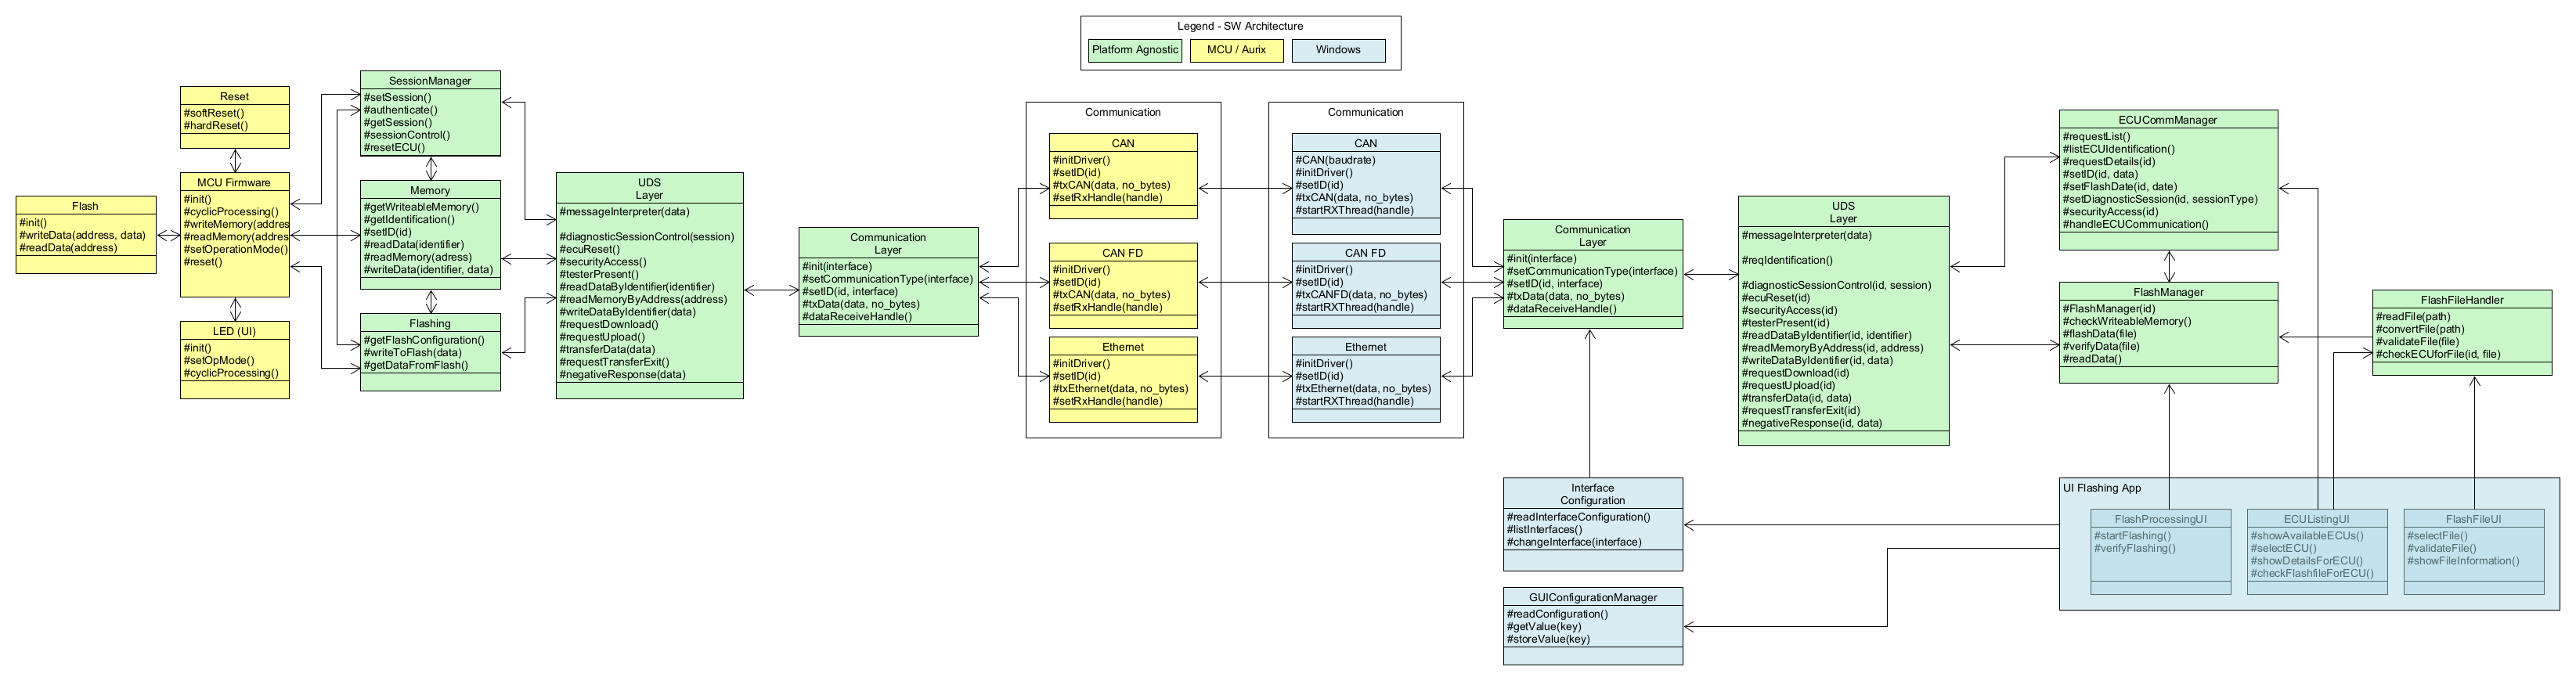 Legend - SW Architecture
Platform Agnostic
MCU / Aurix
Windows
Flash
#init()
#writeData(address, data)
#readData(address)
Reset
#softReset()
#hardReset()
MCU Firmware
#init()
#cyclicProcessing()
#writeMemory(addres
#readMemory(addres
#setOperationMode()
#reset()
LED (UI)
#init()
#setOpMode()
#cyclicProcessing()
SessionManager
#setSession()
#authenticate()
#getSession()
#sessionControl()
#resetECU()
Memory
#getWriteableMemory()
#getIdentification()
#setID(id)
#readData(identifier)
#readMemory(adress)
#writeData(identifier, data)
Flashing
#getFlashConfiguration()
#writeToFlash(data)
#getDataFromFlash()
UDS
Layer
#messageInterpreter(data)
#diagnosticSessionControl(session)
#ecuReset()
#securityAccess()
#testerPresent()
#readDataByIdentifier(identifier)
#readMemoryByAddress(address)
#writeDataByIdentifier(data)
#requestDownload()
#requestUpload()
#transferData(data)
#requestTransferExit()
#negativeResponse(data)
Communication
Layer
#init(interface)
#setCommunicationType(interface)
#setID(id, interface)
#txData(data, no_bytes)
#dataReceiveHandle()
Communication
CAN
#initDriver()
#setID(id)
#txCAN(data, no_bytes)
#setRxHandle(handle)
CAN FD
#initDriver()
#setID(id)
#txCAN(data, no_bytes)
#setRxHandle(handle)
Ethernet
#initDriver()
#setID(id)
#txEthernet(data, no_bytes)
#setRxHandle(handle)
Communication
CAN
#CAN(baudrate)
#initDriver()
#setID(id)
#txCAN(data, no_bytes)
#startRXThread(handle)
CAN FD
#initDriver()
#setID(id)
#txCANFD(data, no_bytes)
#startRXThread(handle)
Ethernet
#initDriver()
#setID(id)
#txEthernet(data, no_bytes)
#startRXThread(handle)
Communication
Layer
#init(interface)
#setCommunicationType(interface)
#setID(id, interface)
#txData(data, no_bytes)
#dataReceiveHandle()
Interface
Configuration
#readInterfaceConfiguration()
#listInterfaces()
#changeInterface(interface)
GUIConfigurationManager
#readConfiguration()
#getValue(key)
#storeValue(key)
UDS
Layer
#messageInterpreter(data)
#reqIdentification()
#diagnosticSessionControl(id, session)
#ecuReset(id)
#securityAccess(id)
#testerPresent(id)
#readDataByIdentifier(id, identifier)
#readMemoryByAddress(id, address)
#writeDataByIdentifier(id, data)
#requestDownload(id)
#requestUpload(id)
#transferData(id, data)
#requestTransferExit(id)
#negativeResponse(id, data)
ECUCommManager
#requestList()
#listECUIdentification()
#requestDetails(id)
#setID(id, data)
#setFlashDate(id, date)
#setDiagnosticSession(id, sessionType)
#securityAccess(id)
#handleECUCommunication()
FlashManager
#FlashManager(id)
#checkWriteableMemory()
#flashData(file)
#verifyData(file)
#readData()
FlashFileHandler
#readFile(path)
#convertFile(path)
#validateFile(file)
#checkECUforFile(id, file)
UI Flashing App
FlashProcessingUI
#startFlashing()
#verifyFlashing()
ECUListingUI
#showAvailableECUs()
#selectECU()
#showDetailsForECU()
#checkFlashfileForECU()
FlashFileUI
#selectFile()
#validateFile()
#showFileInformation()